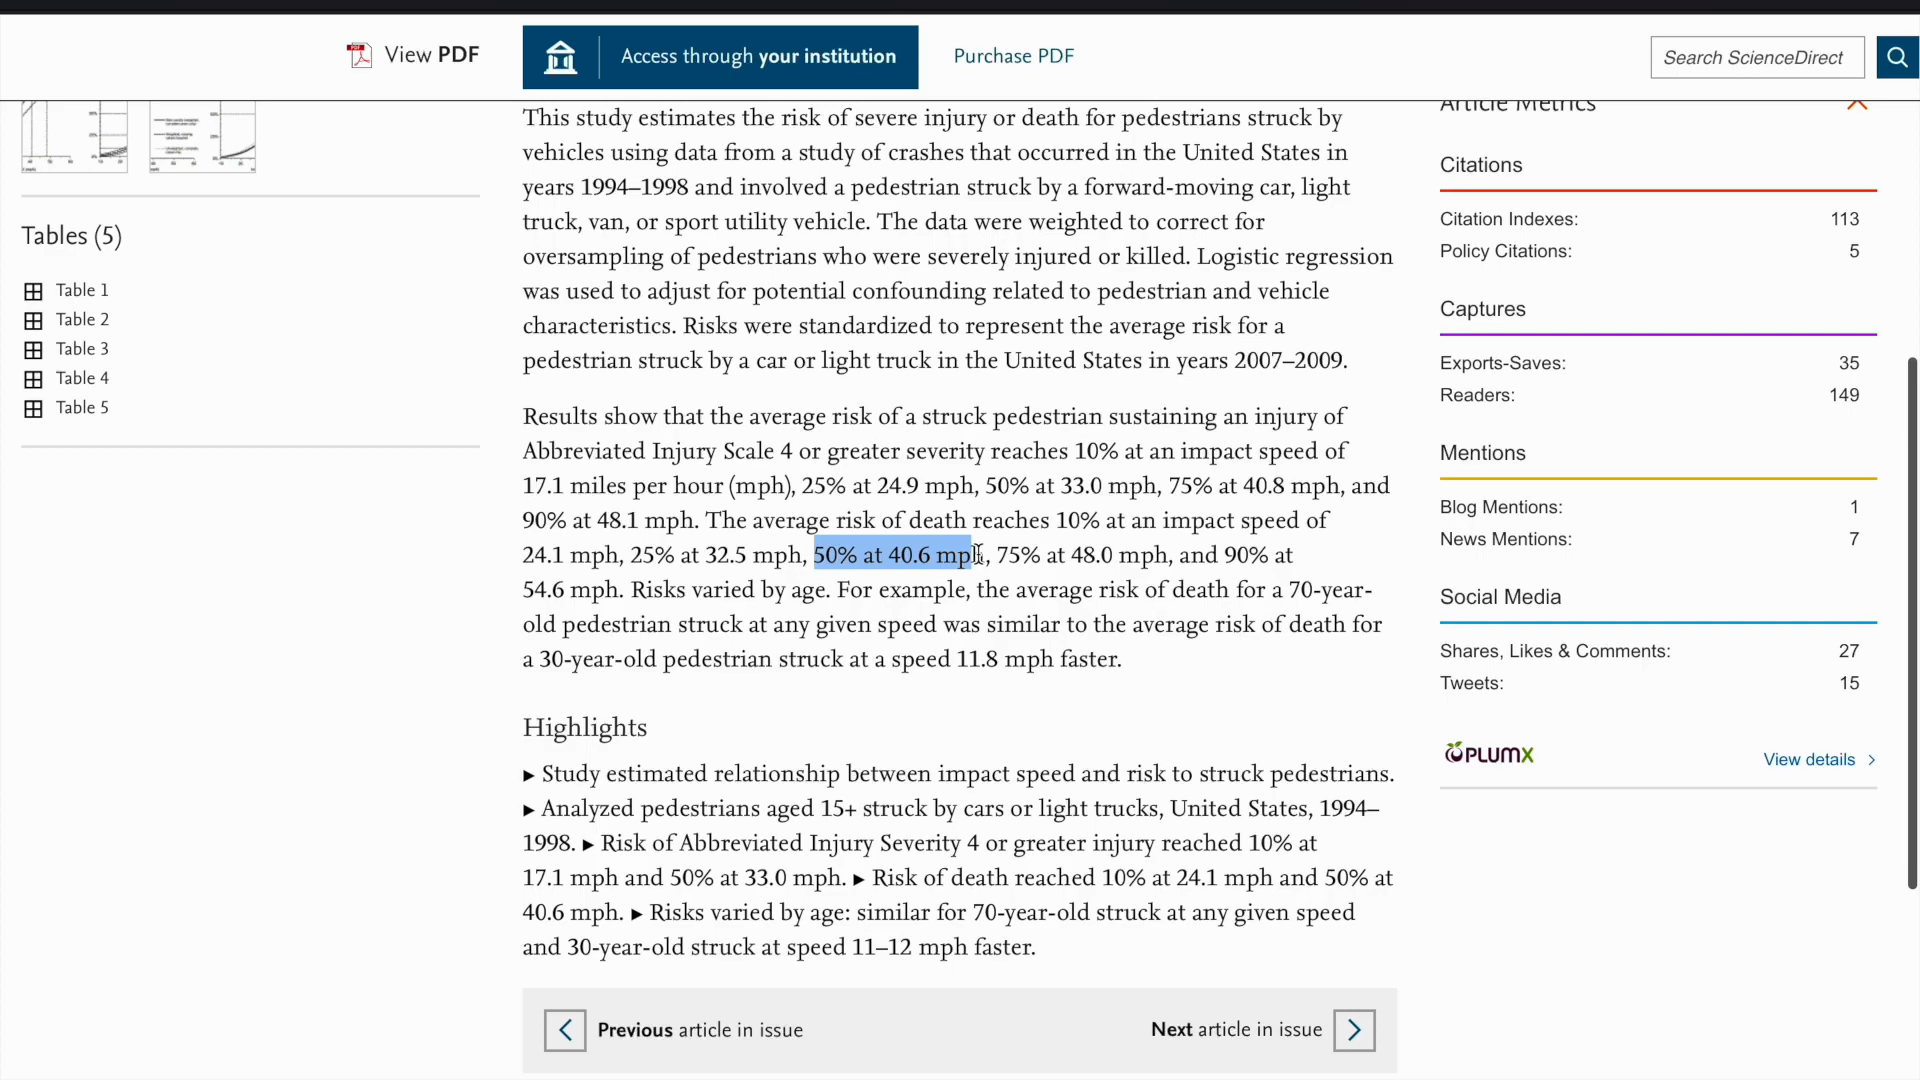 View PDF
Access through your institution
Purchase PDF
Search ScienceDirect
Tables (5)
Table 1
Table 2
Table 3
Table 4
Table 5
This study estimates the risk of severe injury or death for pedestrians struck by
vehicles using data from a study of crashes that occurred in the United States in
years 1994–1998 and involved a pedestrian struck by a forward-moving car, light
truck, van, or sport utility vehicle. The data were weighted to correct for
oversampling of pedestrians who were severely injured or killed. Logistic regression
was used to adjust for potential confounding related to pedestrian and vehicle
characteristics. Risks were standardized to represent the average risk for a
pedestrian struck by a car or light truck in the United States in years 2007–2009.
Results show that the average risk of a struck pedestrian sustaining an injury of
Abbreviated Injury Scale 4 or greater severity reaches 10% at an impact speed of
17.1 miles per hour (mph), 25% at 24.9 mph, 50% at 33.0 mph, 75% at 40.8 mph, and
90% at 48.1 mph. The average risk of death reaches 10% at an impact speed of
24.1 mph, 25% at 32.5 mph, 50% at 40.6 mph, 75% at 48.0 mph, and 90% at
54.6 mph. Risks varied by age. For example, the average risk of death for a 70-year-
old pedestrian struck at any given speed was similar to the average risk of death for
a 30-year-old pedestrian struck at a speed 11.8 mph faster.
Highlights
▶ Study estimated relationship between impact speed and risk to struck pedestrians.
▶ Analyzed pedestrians aged 15+ struck by cars or light trucks, United States, 1994–
1998. ▶ Risk of Abbreviated Injury Severity 4 or greater injury reached 10% at
17.1 mph and 50% at 33.0 mph. ▶ Risk of death reached 10% at 24.1 mph and 50% at
40.6 mph. ▶ Risks varied by age: similar for 70-year-old struck at any given speed
and 30-year-old struck at speed 11–12 mph faster.
Previous article in issue
Next article in issue
Article Metrics
Citations
Citation Indexes: 113
Policy Citations: 5
Captures
Exports-Saves: 35
Readers: 149
Mentions
Blog Mentions: 1
News Mentions: 7
Social Media
Shares, Likes & Comments: 27
Tweets: 15
PLUMX
View details